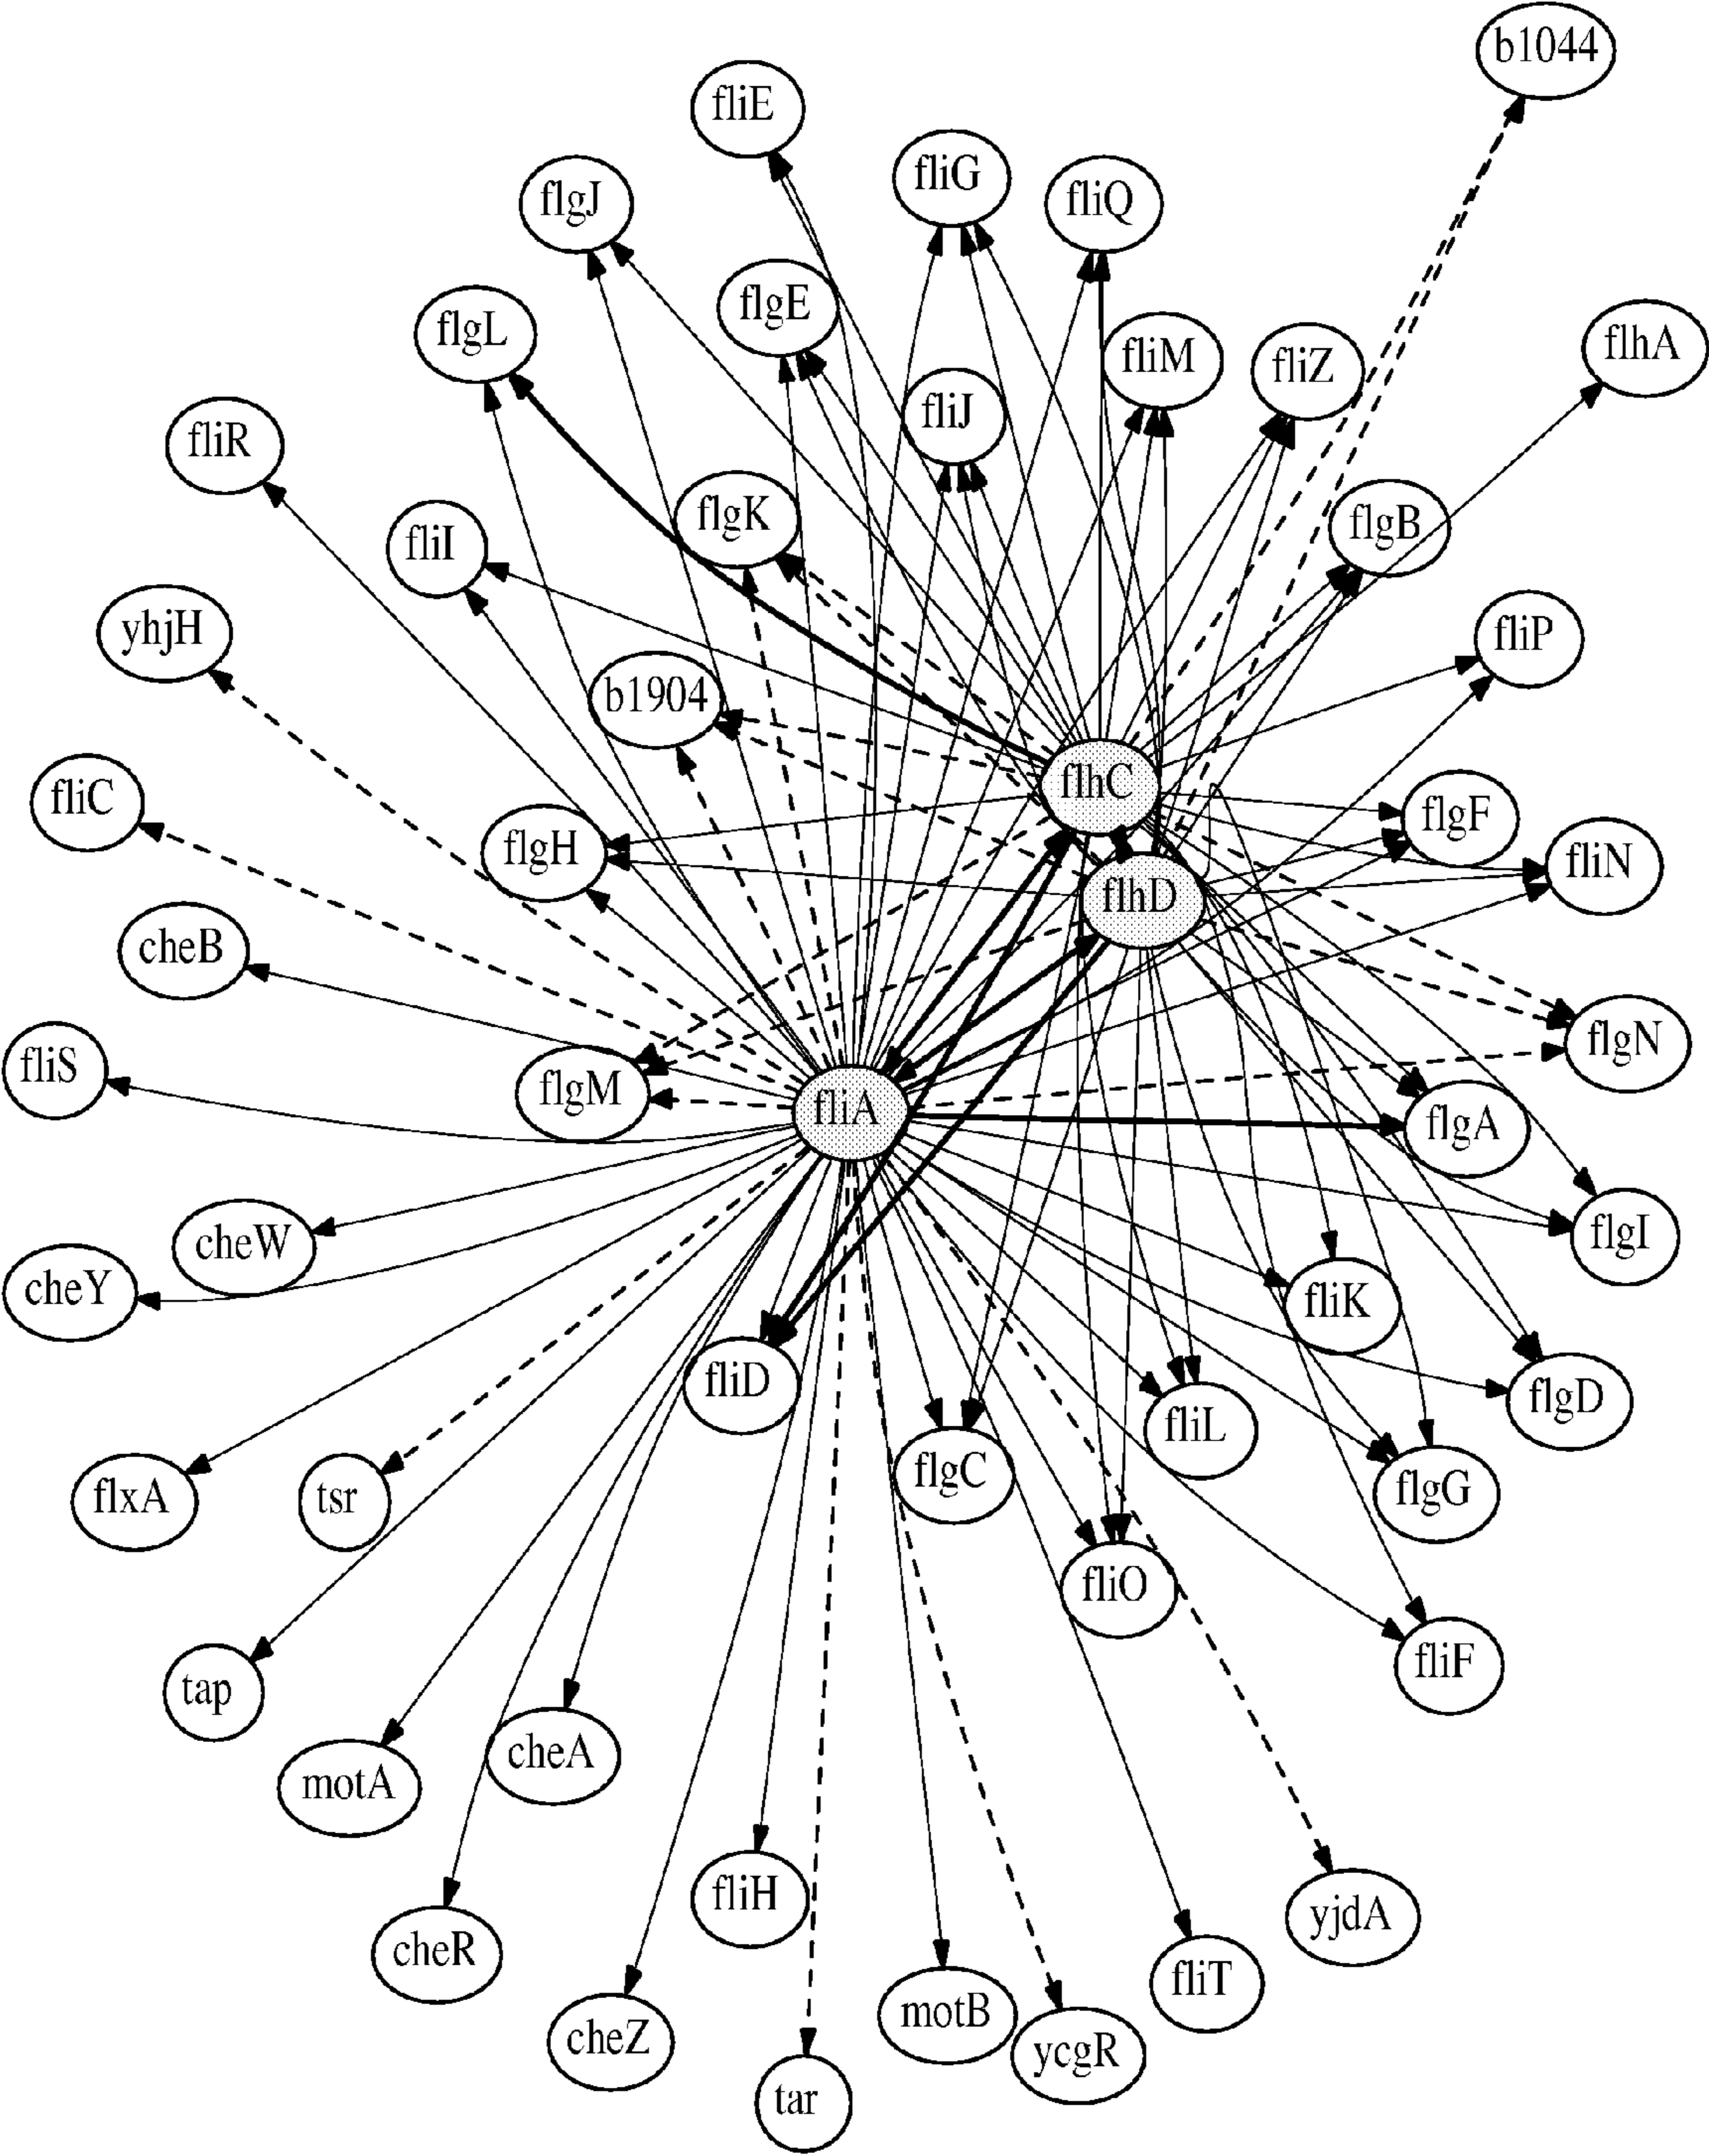 b1044
fliE
fliG
fliQ
flgJ
flgE
flgL
fliM
fliZ
flhA
fliJ
fliR
flgK
flgB
fliI
yhjH
fliP
b1904
flhC
fliC
flgF
flgH
fliN
flhD
cheB
flgN
fliS
flgM
fliA
flgA
cheW
flgI
cheY
fliK
fliD
flgD
fliL
flgC
flxA
tsr
flgG
fliO
fliF
tap
cheA
motA
fliH
yjdA
cheR
fliT
motB
cheZ
ycgR
tar